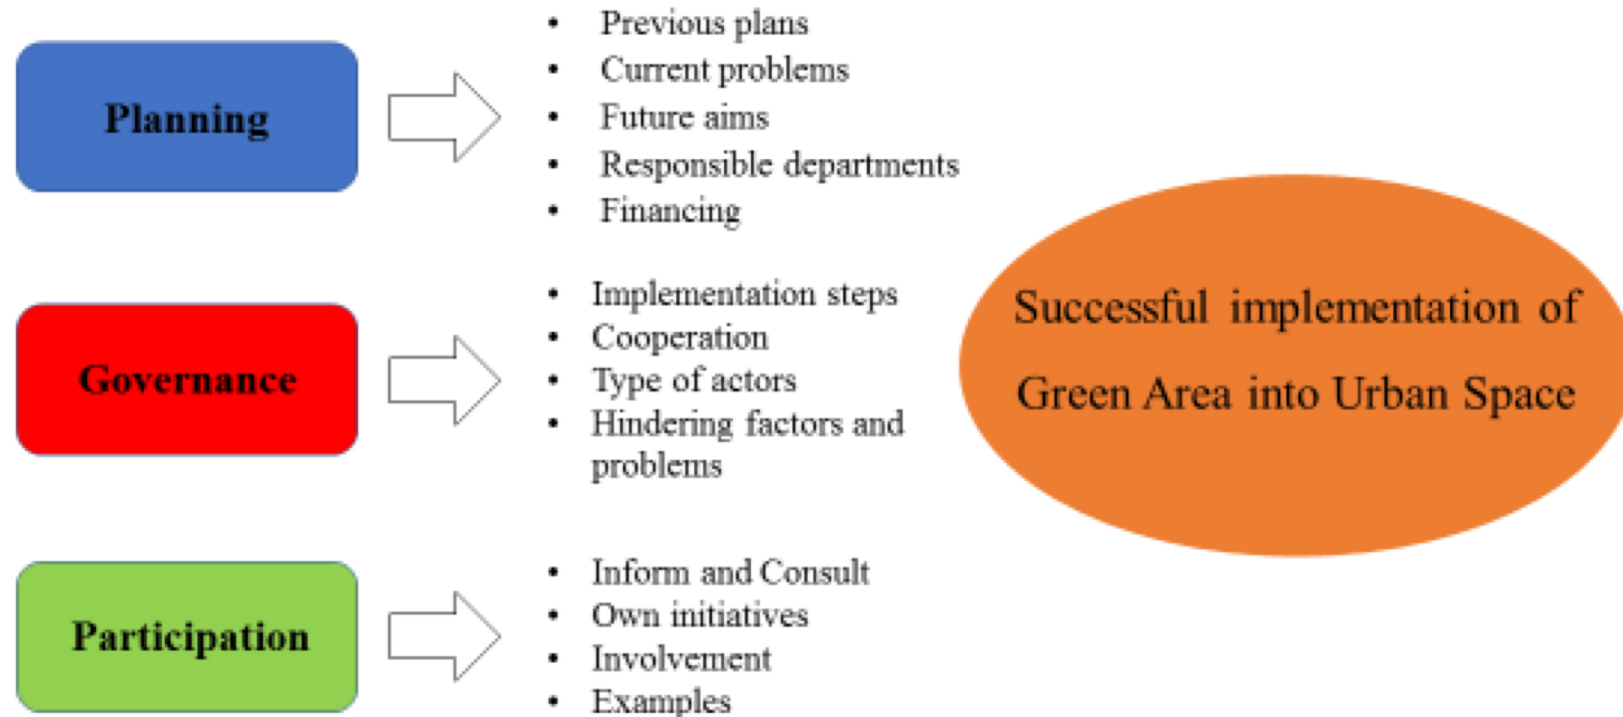 Planning
• Previous plans
• Current problems
• Future aims
• Responsible departments
• Financing
Governance
• Implementation steps
• Cooperation
• Type of actors
• Hindering factors and
problems
Participation
• Inform and Consult
• Own initiatives
• Involvement
• Examples
Successful implementation of
Green Area into Urban Space